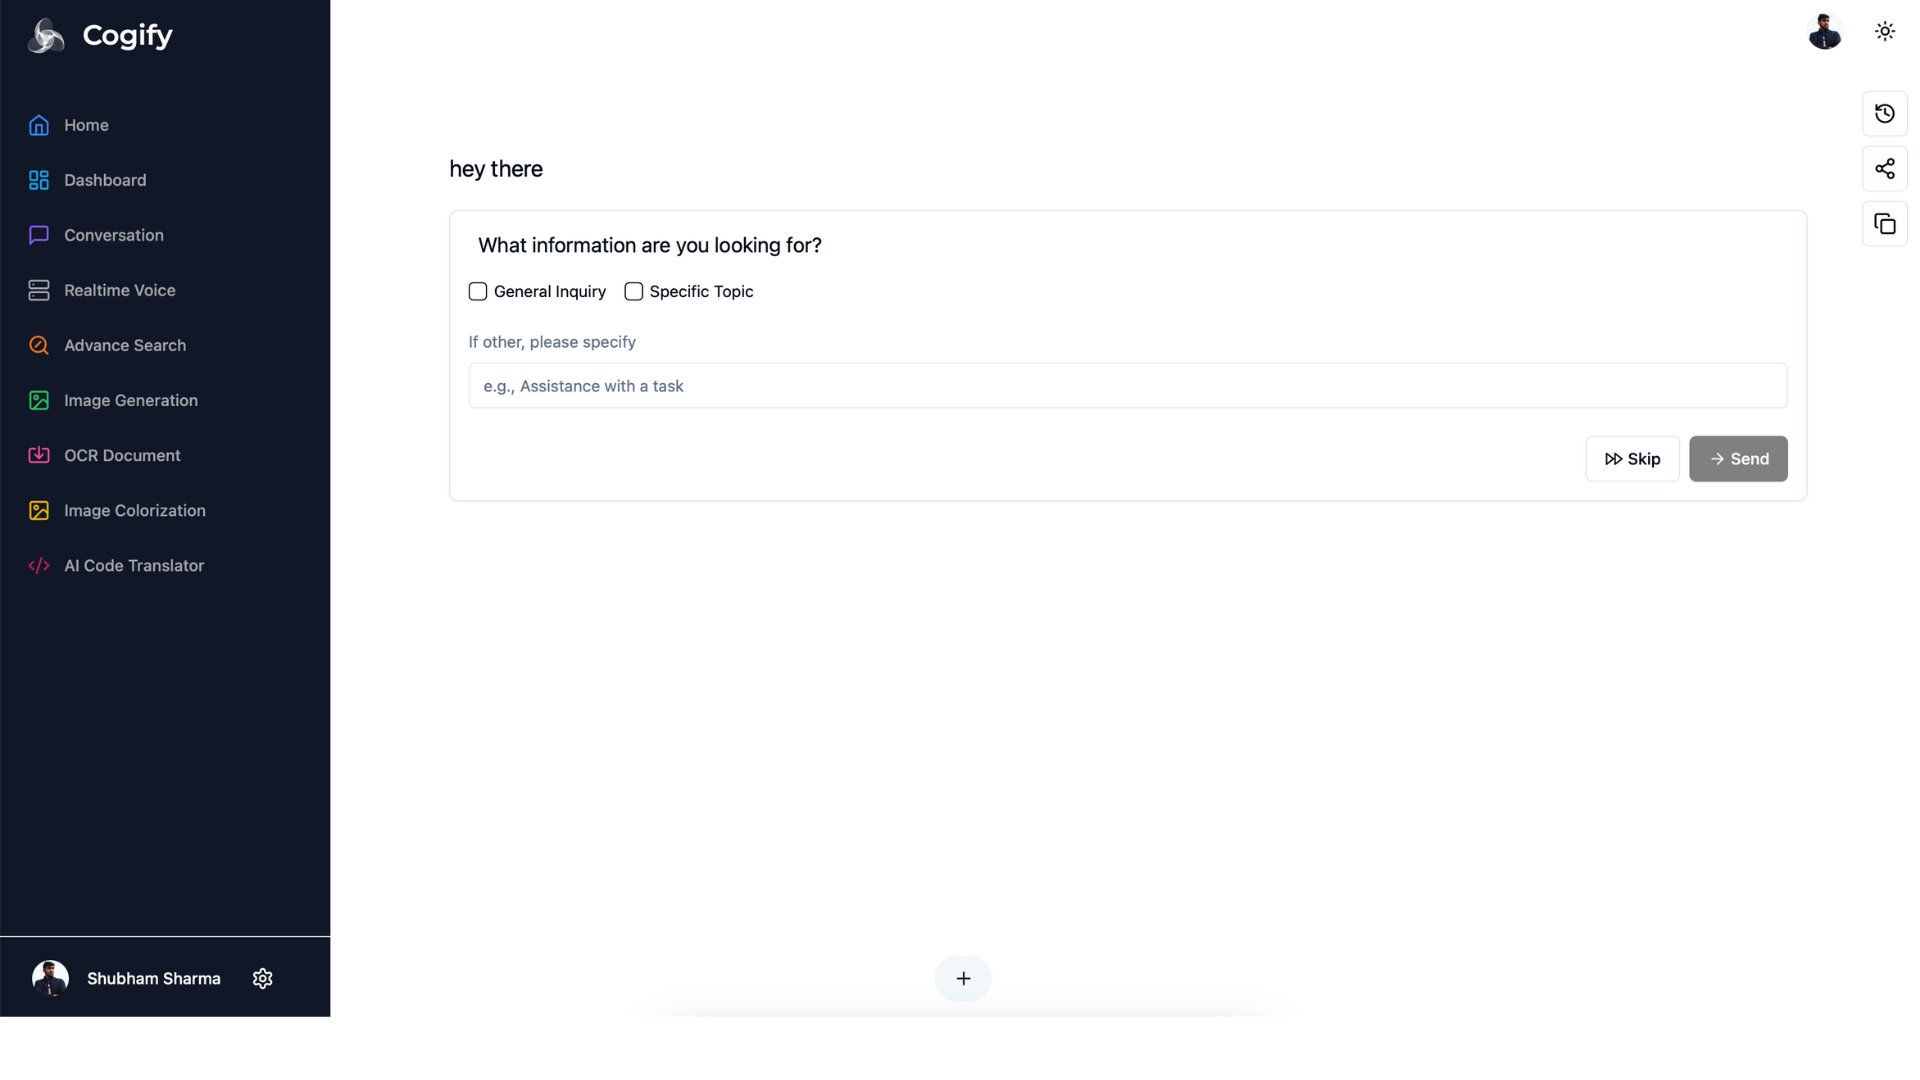 Cogify
Home
Dashboard
Conversation
Realtime Voice
Advance Search
Image Generation
OCR Document
Image Colorization
AI Code Translator
Shubham Sharma
hey there
What information are you looking for?
General Inquiry Specific Topic
If other, please specify
e.g., Assistance with a task
Skip Send